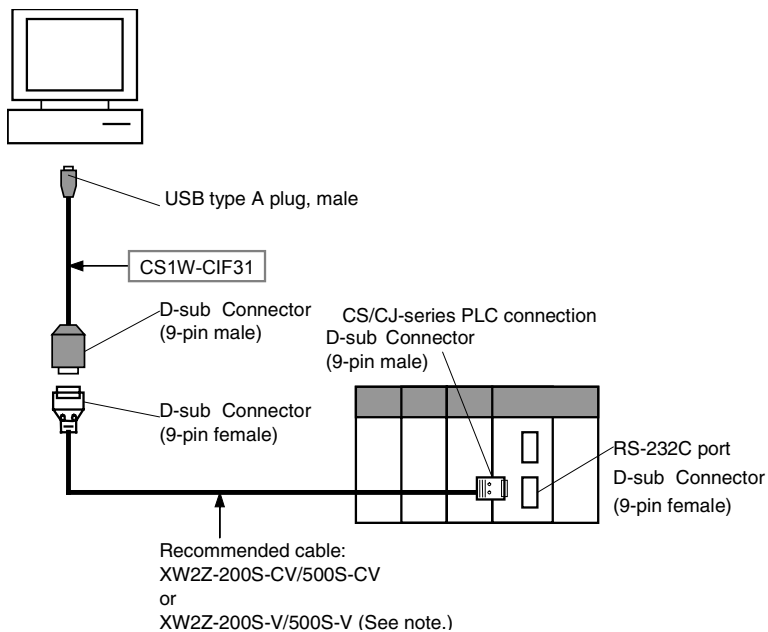 USB type A plug, male
CS1W-CIF31
D-sub Connector
(9-pin male)
CS/CJ-series PLC connection
D-sub Connector
(9-pin male)
D-sub Connector
(9-pin female)
RS-232C port
D-sub Connector
(9-pin female)
Recommended cable:
XW2Z-200S-CV/500S-CV
or
XW2Z-200S-V/500S-V (See note.)